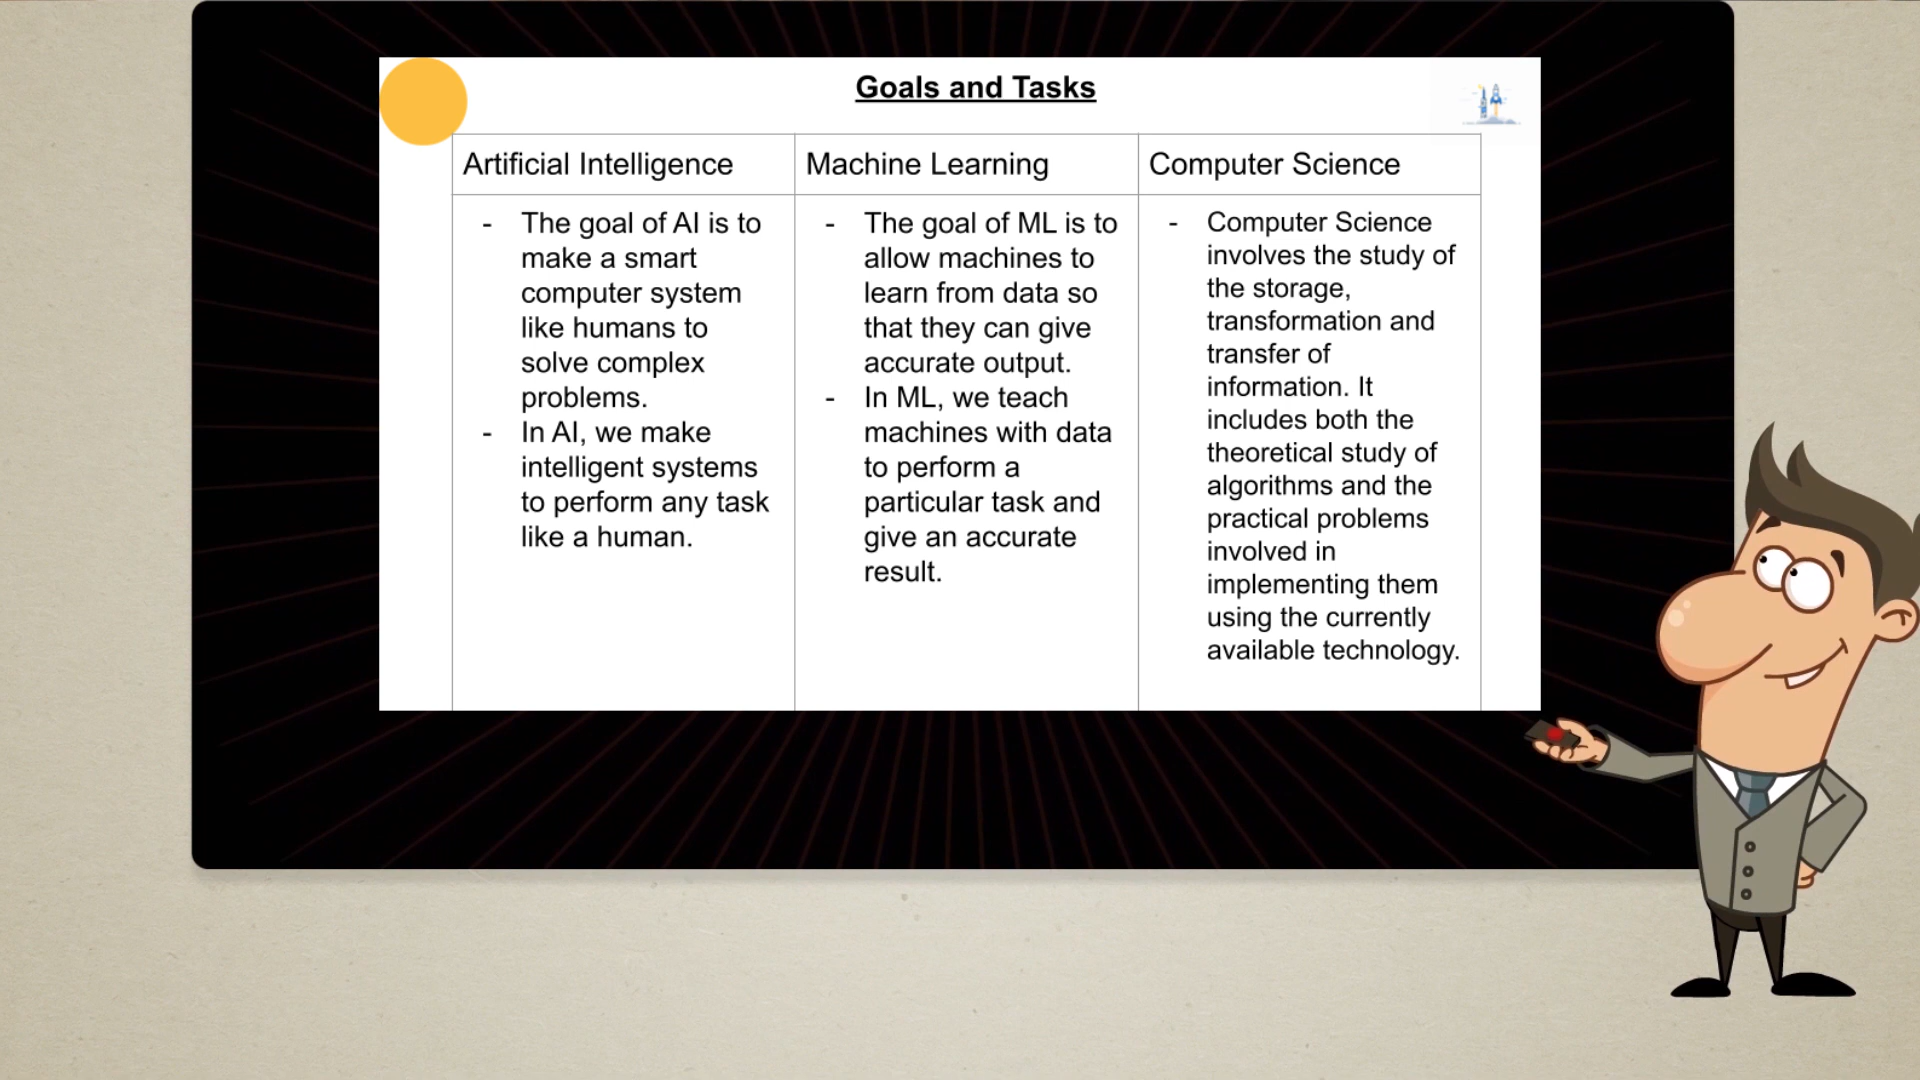 Goals and Tasks
Artificial Intelligence
Machine Learning
Computer Science
- The goal of AI is to
make a smart
computer system
like humans to
solve complex
problems.
- In AI, we make
intelligent systems
to perform any task
like a human.
- The goal of ML is to
allow machines to
learn from data so
that they can give
accurate output.
- In ML, we teach
machines with data
to perform a
particular task and
give an accurate
result.
- Computer Science
involves the study of
the storage,
transformation and
transfer of
information. It
includes both the
theoretical study of
algorithms and the
practical problems
involved in
implementing them
using the currently
available technology.